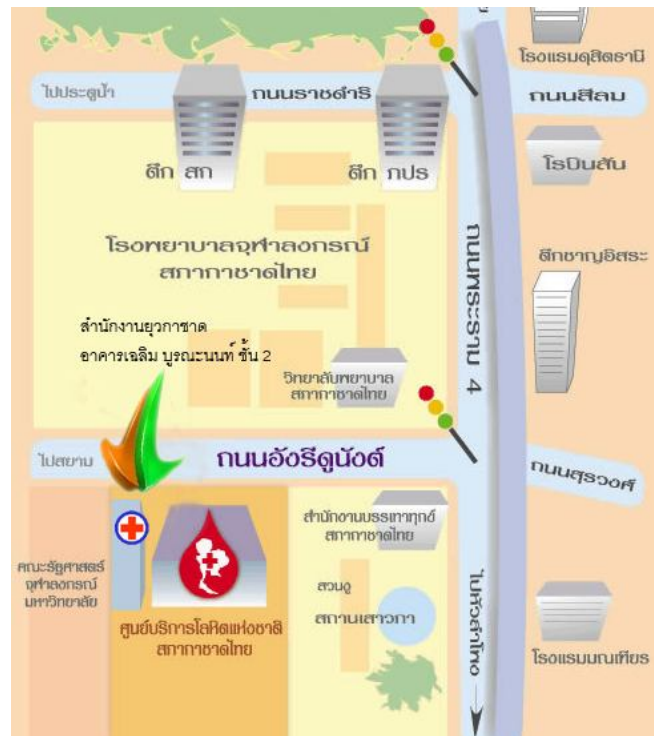 โรงแรมดุสิตธานี
ไปประตูน้ำ
ถนนราชดำริ
ถนนสีลม
ตึก สก
ตึก ภปร
โรบินสัน
โรงพยาบาลจุฬาลงกรณ์
สภากาชาดไทย
ถนนพระราม 4
ตึกชาญอิสระ
สำนักงานยุวกาชาด
อาคารเฉลิม บูรณะนนท์ ชั้น 2
วิทยาลัยพยาบาล
สภากาชาดไทย
ไปสยาม
ถนนอังรีดูนังต์
ถนนสุรวงศ์
คณะรัฐศาสตร์
จุฬาลงกรณ์
มหาวิทยาลัย
สำนักงานบรรเทาทุกข์
สภากาชาดไทย
สวนงู
สถานเสาวภา
ไปหัวลำโพง
ศูนย์บริการโลหิตแห่งชาติ
สภากาชาดไทย
โรงแรมมณเฑียร